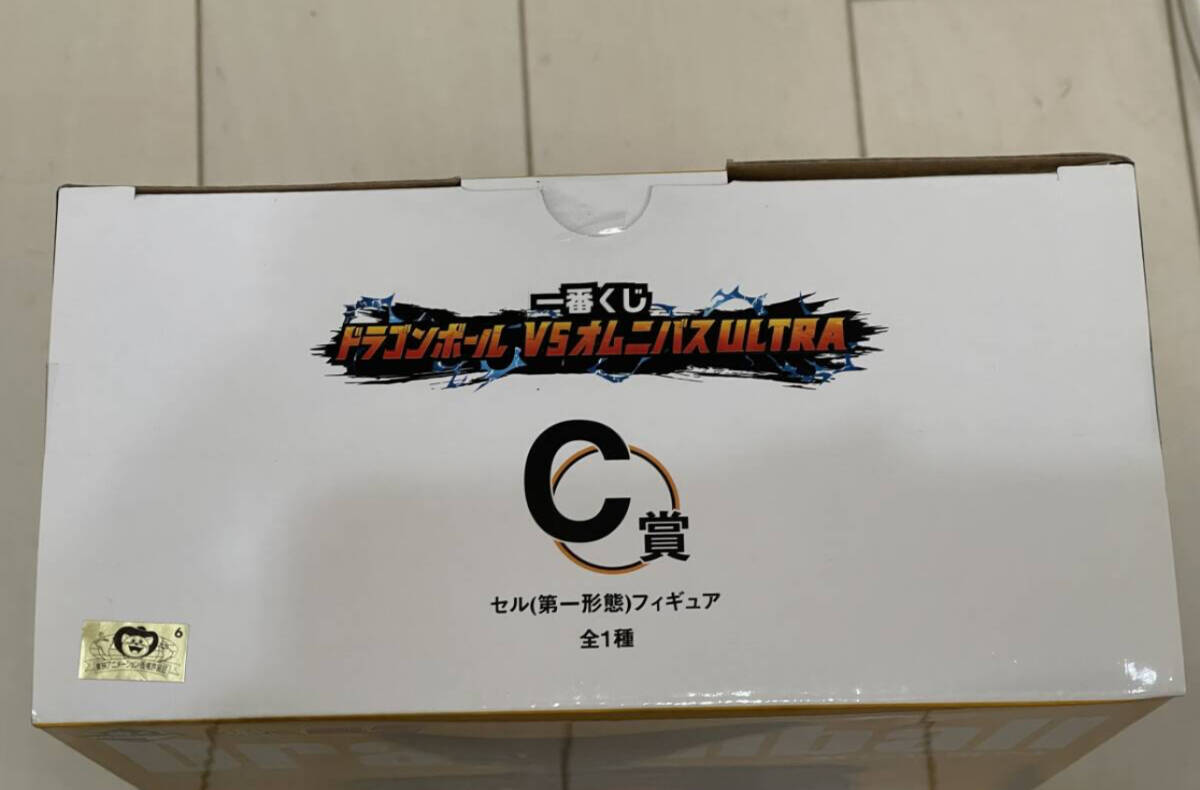 一番くじ
ドラゴンボール VSオムニバスULTRA
C賞
セル(第一形態)フィギュア
全1種
6